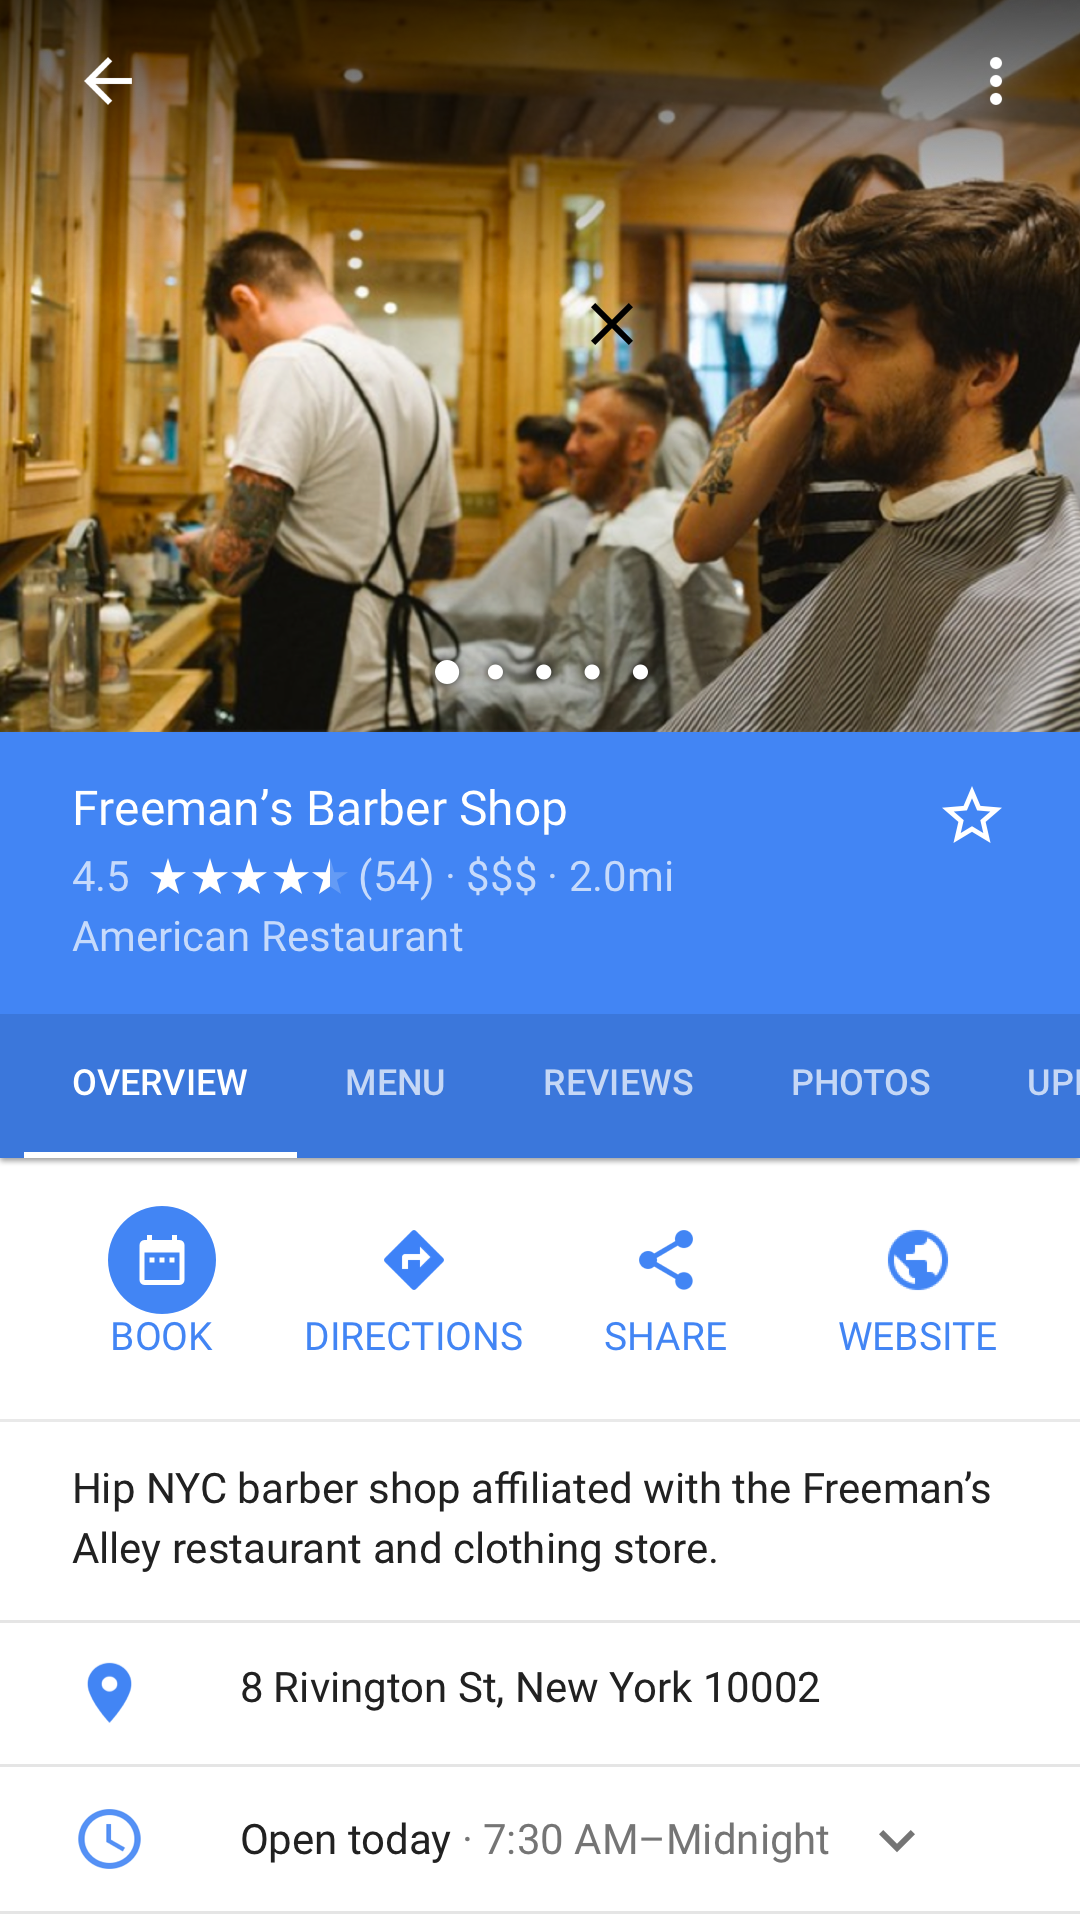 Freeman’s Barber Shop
4.5 (54) · $$$ · 2.0mi
American Restaurant
OVERVIEW MENU REVIEWS PHOTOS
BOOK DIRECTIONS SHARE WEBSITE
Hip NYC barber shop affiliated with the Freeman’s
Alley restaurant and clothing store.
8 Rivington St, New York 10002
Open today · 7:30 AM–Midnight